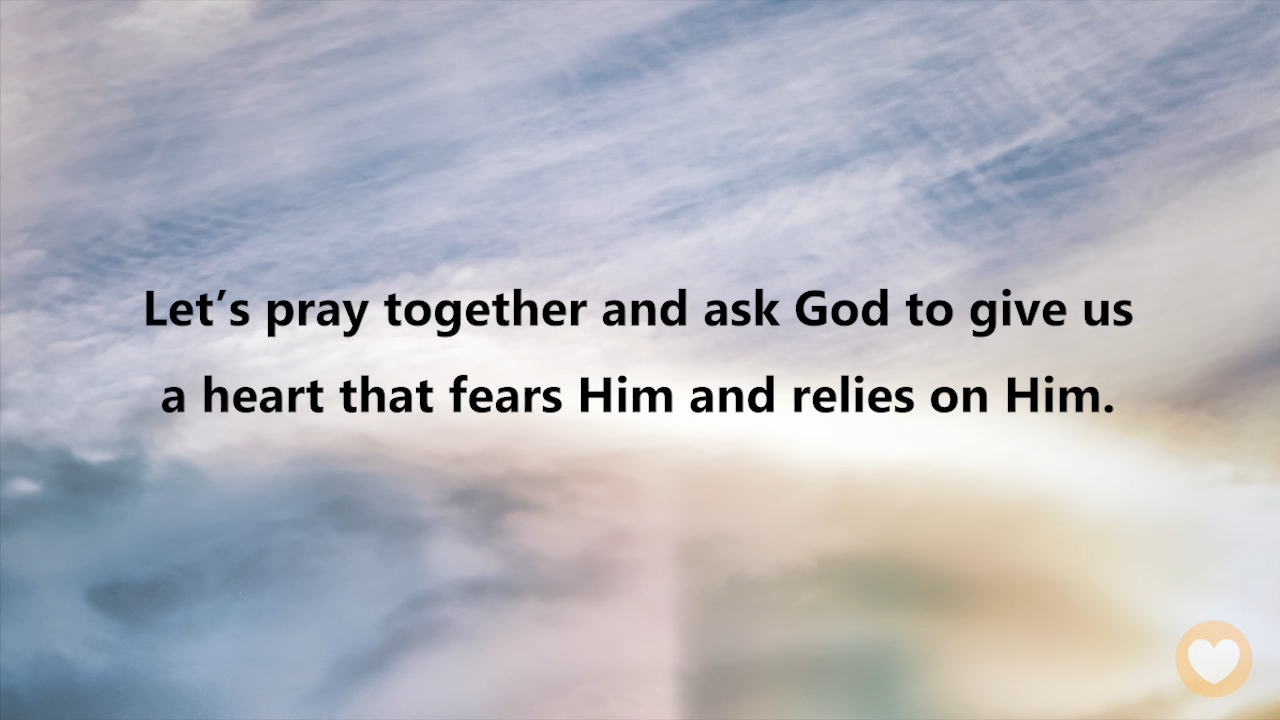 Let’s pray together and ask God to give us
a heart that fears Him and relies on Him.